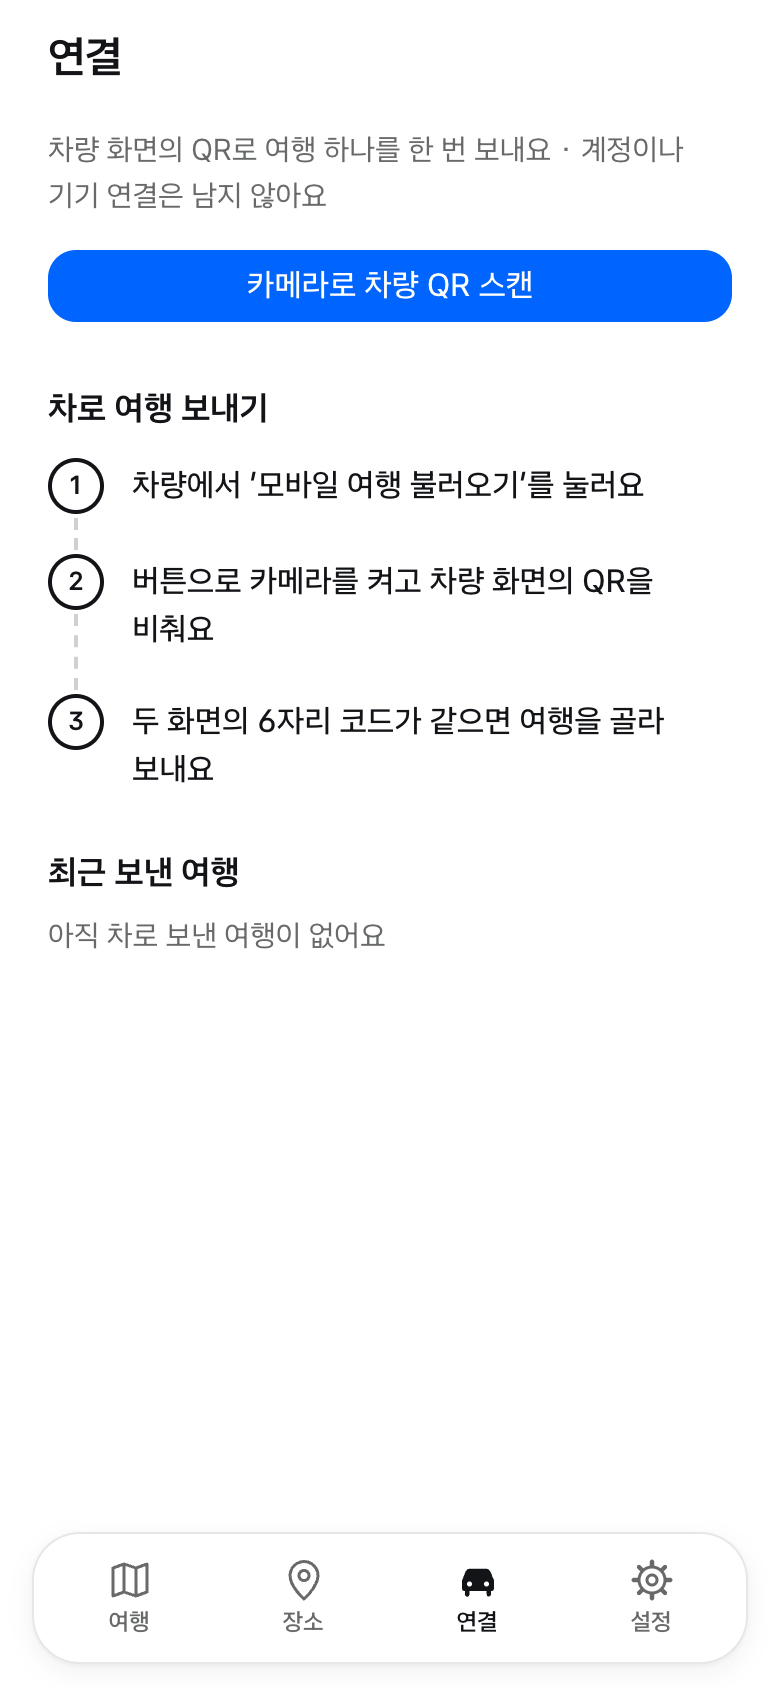 연결
차량 화면의 QR로 여행 하나를 한 번 보내요 · 계정이나
기기 연결은 남지 않아요
카메라로 차량 QR 스캔
차로 여행 보내기
1 차량에서 '모바일 여행 불러오기'를 눌러요
2 버튼으로 카메라를 켜고 차량 화면의 QR을
비춰요
3 두 화면의 6자리 코드가 같으면 여행을 골라
보내요
최근 보낸 여행
아직 차로 보낸 여행이 없어요
여행 장소 연결 설정